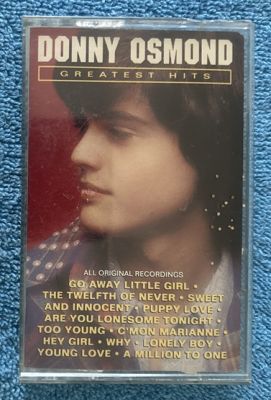 DONNY OSMOND
GREATEST HITS
ALL ORIGINAL RECORDINGS
GO AWAY LITTLE GIRL •
THE TWELFTH OF NEVER • SWEET
AND INNOCENT • PUPPY LOVE •
ARE YOU LONESOME TONIGHT •
TOO YOUNG • C'MON MARIANNE •
HEY GIRL • WHY • LONELY BOY •
YOUNG LOVE • A MILLION TO ONE